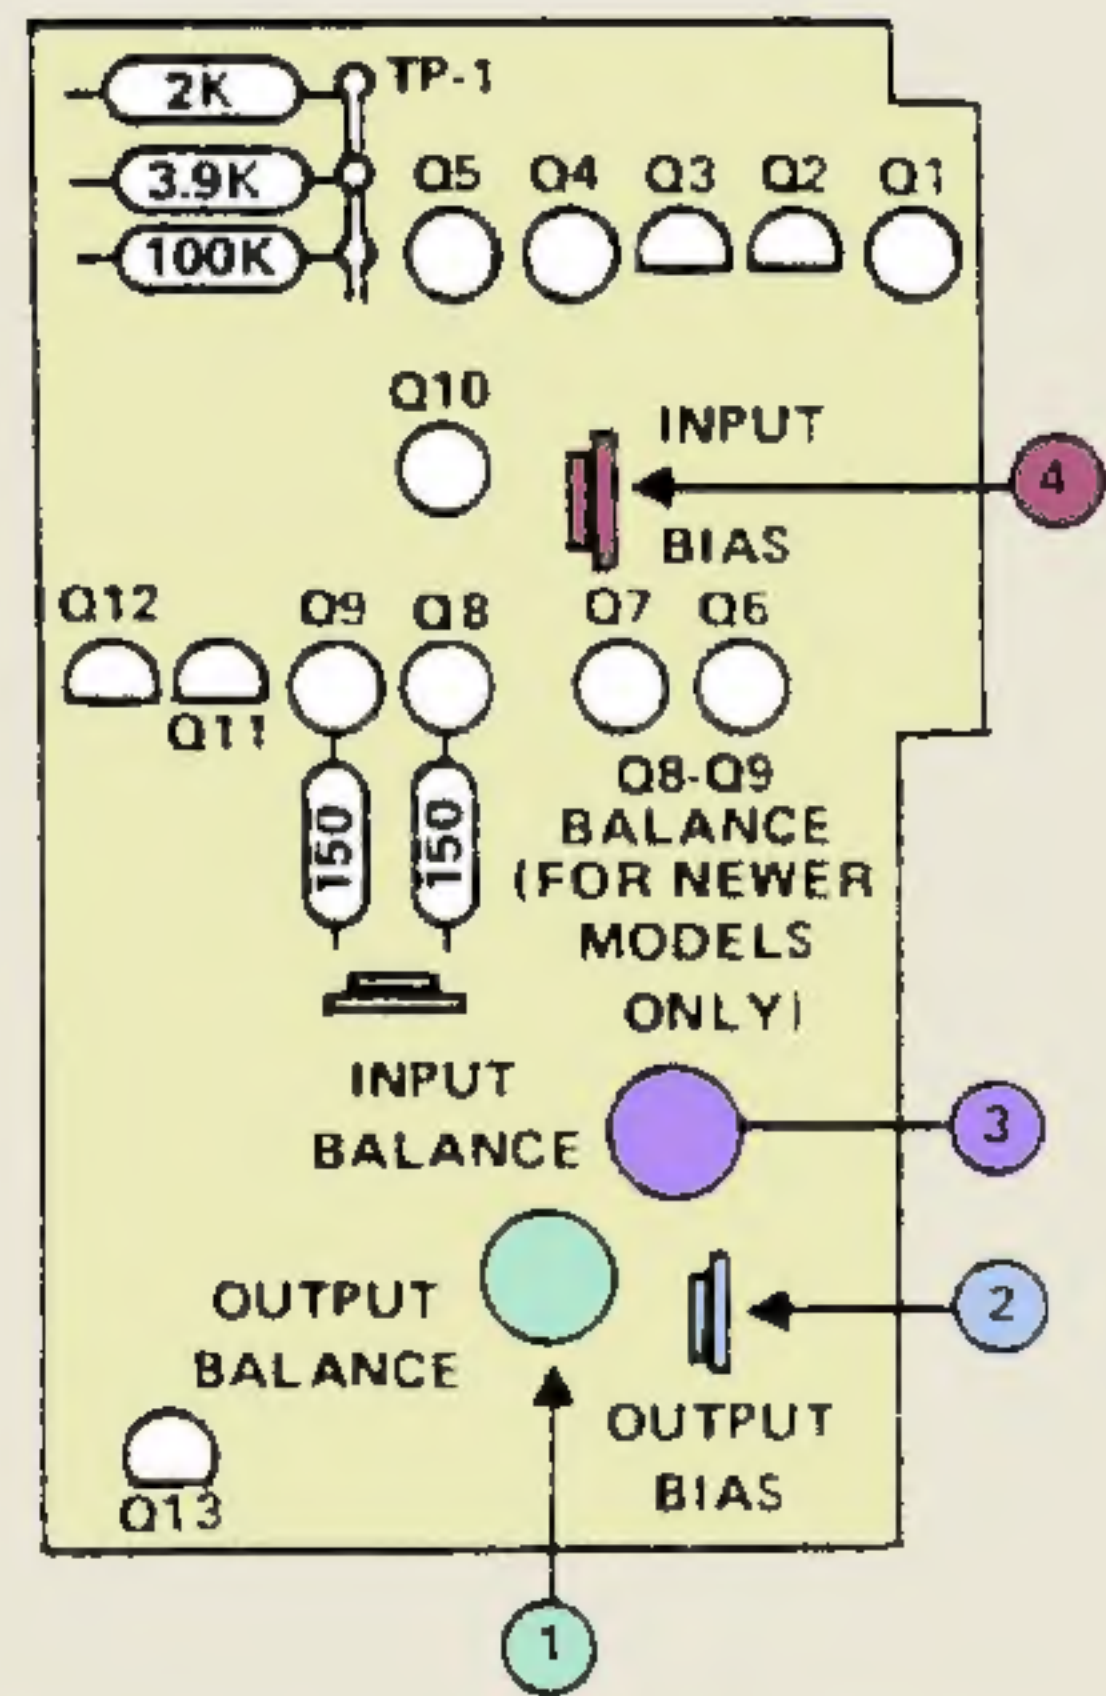 2K
TP-1
3.9K
100K
Q5 Q4 Q3 Q2 Q1
Q10
INPUT
BIAS
4
Q12
Q11
Q9 Q8
Q7 Q6
150
150
Q8-Q9
BALANCE
(FOR NEWER
MODELS
ONLY)
INPUT
BALANCE
3
OUTPUT
BALANCE
2
OUTPUT
BIAS
Q13
1